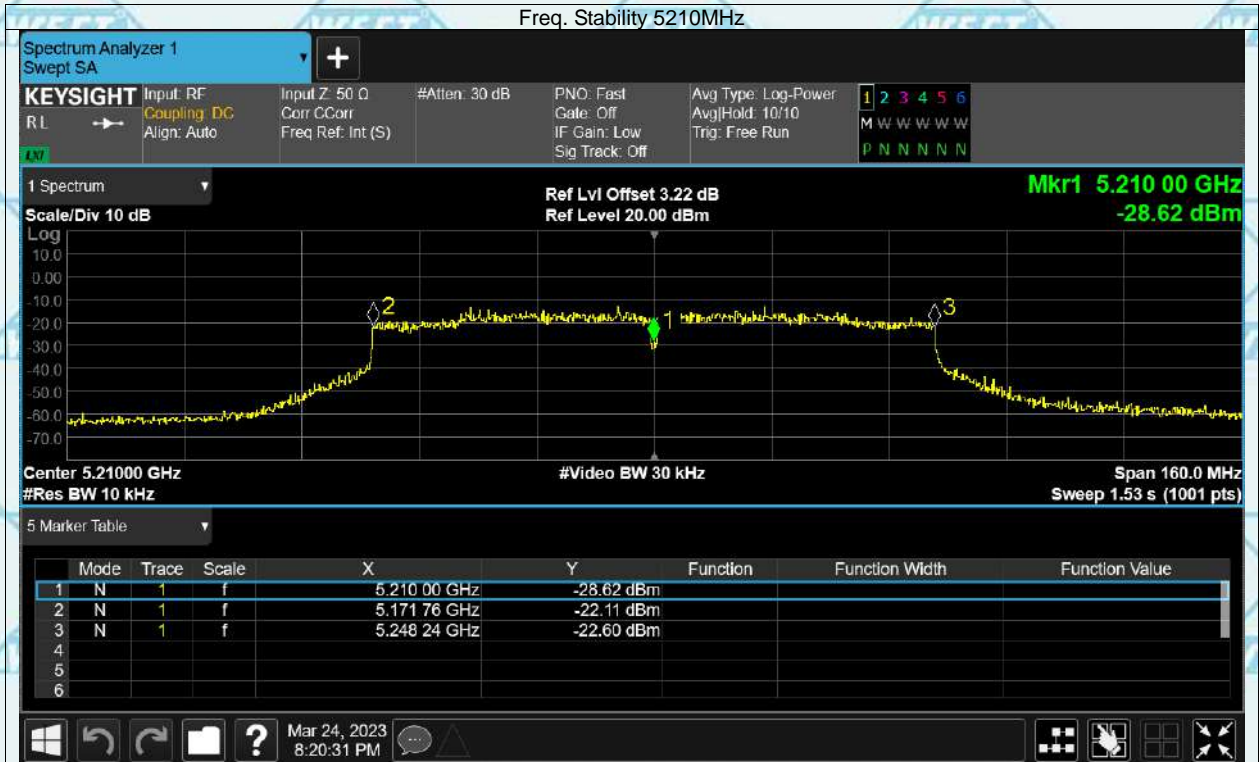 Freq. Stability 5210MHz
Spectrum Analyzer 1
Swept SA
+
KEYSIGHT
RL
LXI
Input: RF
Coupling: DC
Align: Auto
Input Z: 50 Ω
Corr CCorr
Freq Ref: Int (S)
#Atten: 30 dB
PNO: Fast
Gate: Off
IF Gain: Low
Sig Track: Off
Avg Type: Log-Power
Avg|Hold: 10/10
Trig: Free Run
1 2 3 4 5 6
M W W W W W
P N N N N N
1 Spectrum
Scale/Div 10 dB
Ref Lvl Offset 3.22 dB
Ref Level 20.00 dBm
Mkr1 5.210 00 GHz
-28.62 dBm
Log
10.0
0.00
-10.0
-20.0
-30.0
-40.0
-50.0
-60.0
-70.0
2
1
3
Center 5.21000 GHz
#Video BW 30 kHz
Span 160.0 MHz
#Res BW 10 kHz
Sweep 1.53 s (1001 pts)
5 Marker Table
Mode Trace Scale X Y Function Function Width Function Value
1 N 1 f 5.210 00 GHz -28.62 dBm
2 N 1 f 5.171 76 GHz -22.11 dBm
3 N 1 f 5.248 24 GHz -22.60 dBm
4
5
6
?
Mar 24, 2023
8:20:31 PM